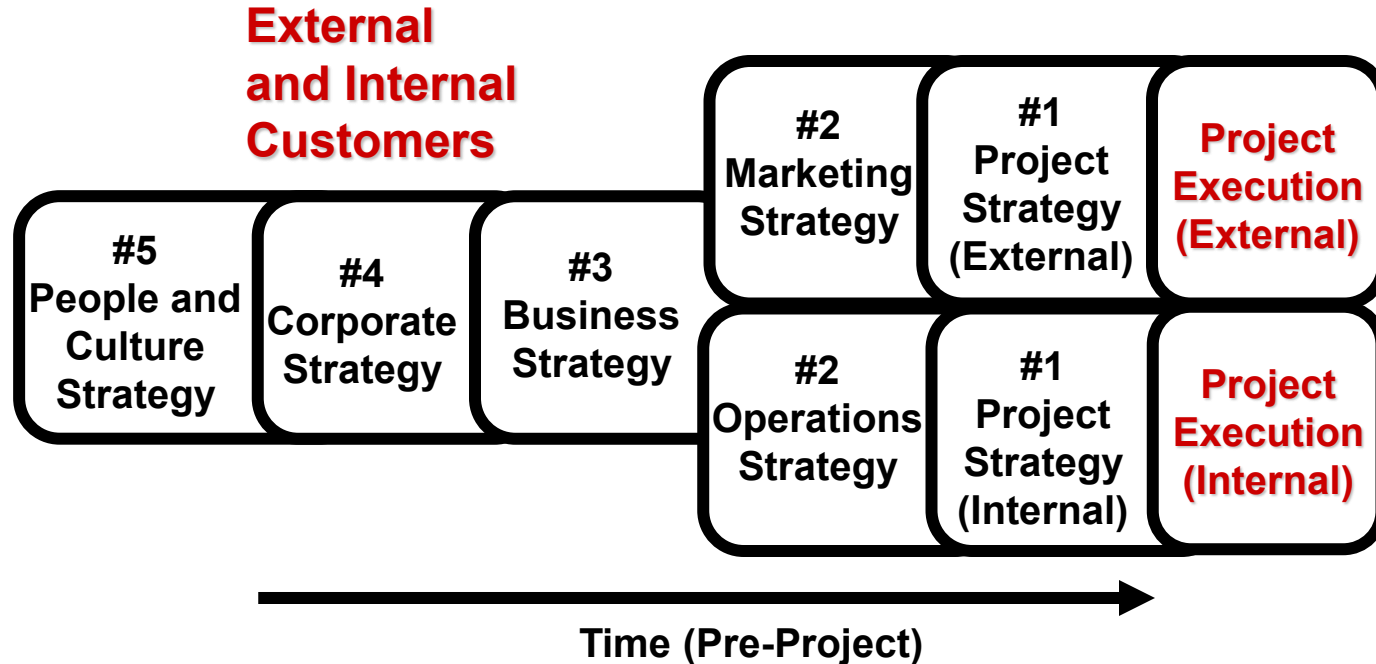 External
and Internal
Customers
#5
People and
Culture
Strategy
#4
Corporate
Strategy
#3
Business
Strategy
#2
Marketing
Strategy
#1
Project
Strategy
(External)
Project
Execution
(External)
#2
Operations
Strategy
#1
Project
Strategy
(Internal)
Project
Execution
(Internal)
Time (Pre-Project)